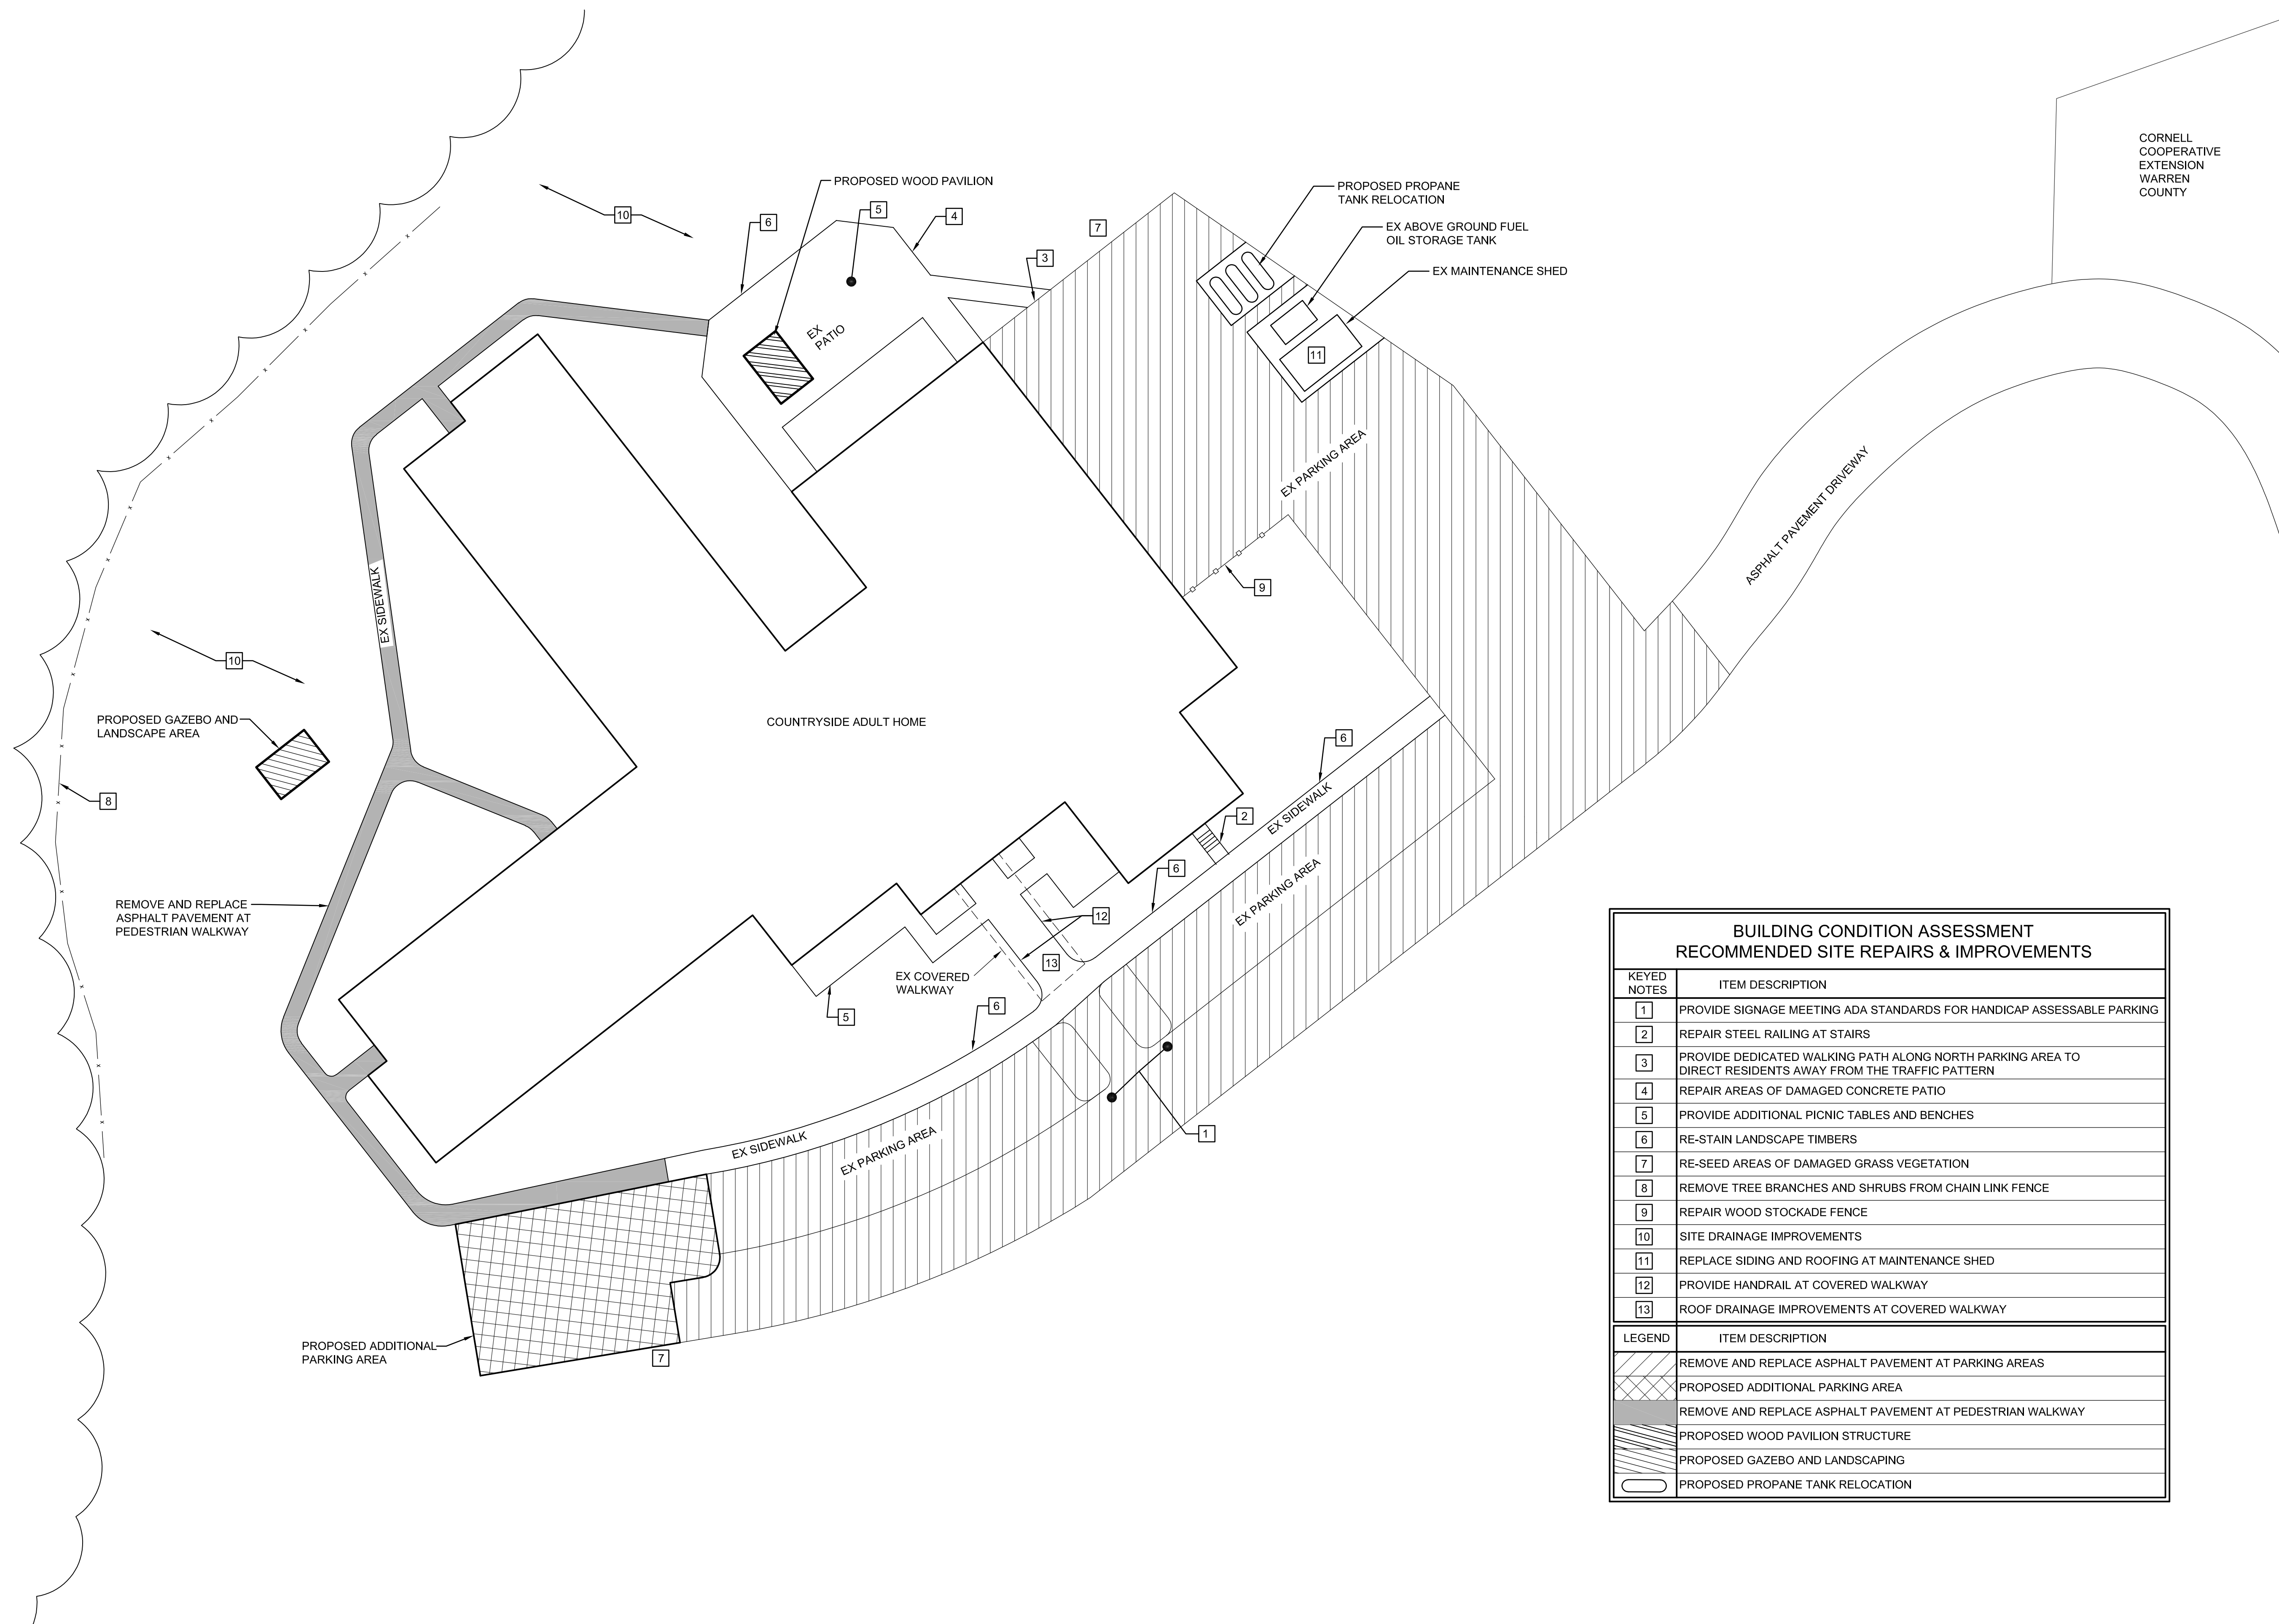 CORNELL
COOPERATIVE
EXTENSION
WARREN
COUNTY
PROPOSED WOOD PAVILION
PROPOSED PROPANE
TANK RELOCATION
10
6
5
4
7
EX ABOVE GROUND FUEL
OIL STORAGE TANK
3
EX MAINTENANCE SHED
EX
PATIO
11
EX PARKING AREA
ASPHALT PAVEMENT DRIVEWAY
9
EX SIDEWALK
10
PROPOSED GAZEBO AND
LANDSCAPE AREA
COUNTRYSIDE ADULT HOME
6
8
2
EX SIDEWALK
6
EX PARKING AREA
REMOVE AND REPLACE
ASPHALT PAVEMENT AT
PEDESTRIAN WALKWAY
12
13
EX COVERED
WALKWAY
6
5
1
EX SIDEWALK
EX PARKING AREA
PROPOSED ADDITIONAL
PARKING AREA
7
BUILDING CONDITION ASSESSMENT
RECOMMENDED SITE REPAIRS & IMPROVEMENTS
KEYED
NOTES
ITEM DESCRIPTION
1 PROVIDE SIGNAGE MEETING ADA STANDARDS FOR HANDICAP ASSESSABLE PARKING
2 REPAIR STEEL RAILING AT STAIRS
3 PROVIDE DEDICATED WALKING PATH ALONG NORTH PARKING AREA TO
DIRECT RESIDENTS AWAY FROM THE TRAFFIC PATTERN
4 REPAIR AREAS OF DAMAGED CONCRETE PATIO
5 PROVIDE ADDITIONAL PICNIC TABLES AND BENCHES
6 RE-STAIN LANDSCAPE TIMBERS
7 RE-SEED AREAS OF DAMAGED GRASS VEGETATION
8 REMOVE TREE BRANCHES AND SHRUBS FROM CHAIN LINK FENCE
9 REPAIR WOOD STOCKADE FENCE
10 SITE DRAINAGE IMPROVEMENTS
11 REPLACE SIDING AND ROOFING AT MAINTENANCE SHED
12 PROVIDE HANDRAIL AT COVERED WALKWAY
13 ROOF DRAINAGE IMPROVEMENTS AT COVERED WALKWAY
LEGEND ITEM DESCRIPTION
REMOVE AND REPLACE ASPHALT PAVEMENT AT PARKING AREAS
PROPOSED ADDITIONAL PARKING AREA
REMOVE AND REPLACE ASPHALT PAVEMENT AT PEDESTRIAN WALKWAY
PROPOSED WOOD PAVILION STRUCTURE
PROPOSED GAZEBO AND LANDSCAPING
PROPOSED PROPANE TANK RELOCATION